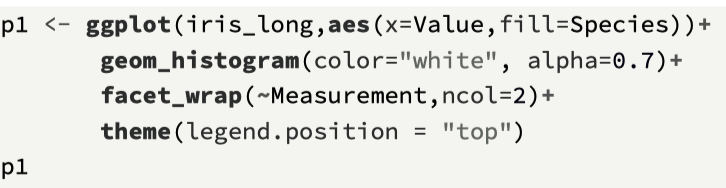 p1 <- ggplot(iris_long,aes(x=Value,fill=Species))+
geom_histogram(color="white", alpha=0.7)+
facet_wrap(~Measurement,ncol=2)+
theme(legend.position = "top")
p1